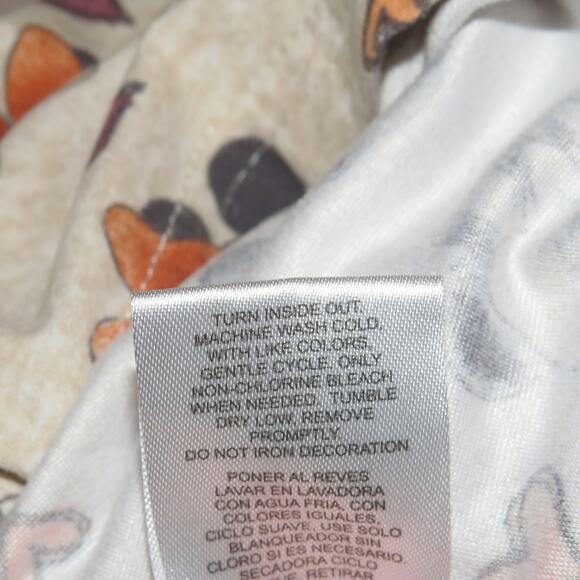 TURN INSIDE OUT.
MACHINE WASH COLD,
WITH LIKE COLORS,
GENTLE CYCLE. ONLY
NON-CHLORINE BLEACH
WHEN NEEDED. TUMBLE
DRY LOW, REMOVE
PROMPTLY.
DO NOT IRON DECORATION
PONER AL REVES
LAVAR EN LAVADORA
CON AGUA FRIA, CON
COLORES IGUALES,
CICLO SUAVE, USE SOLO
BLANQUEADOR SIN
CLORO SI ES NECESARIO.
SECADORA CICLO
RETIRAR